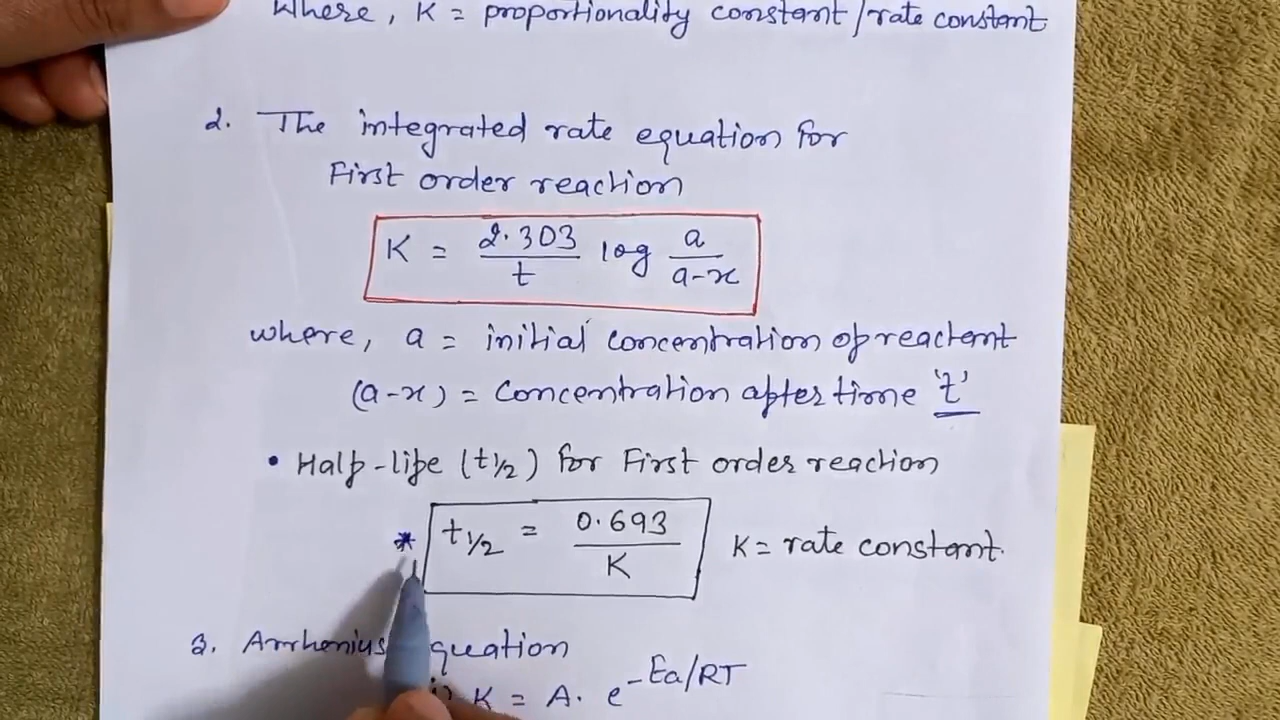 Where, K = proportionality constant/rate constant
2. The integrated rate equation for
First order reaction
K = 2.303/t log a/a-x
where, a = initial concentration of reactant
(a-x) = Concentration after time 't'
• Half-life (t1/2) for First order reaction
* t1/2 = 0.693/K K = rate constant.
3. Arrhenius equation
K = A. e^-Ea/RT